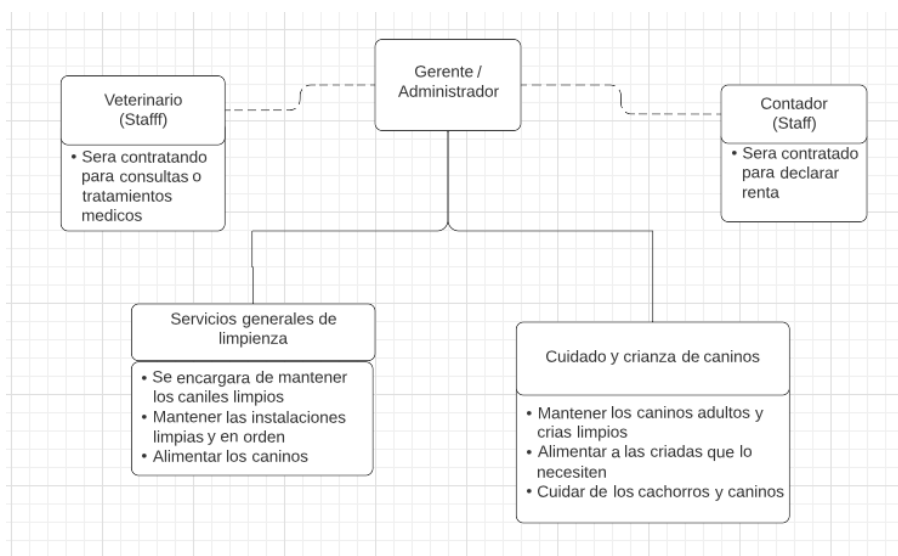 Gerente /
Administrador
Veterinario
(Stafff)
• Sera contratando
para consultas o
tratamientos
medicos
Contador
(Staff)
• Sera contratado
para declarar
renta
Servicios generales de
limpienza
• Se encargara de mantener
los caniles limpios
• Mantener las instalaciones
limpias y en orden
• Alimentar los caninos
Cuidado y crianza de caninos
• Mantener los caninos adultos y
crias limpios
• Alimentar a las criadas que lo
necesiten
• Cuidar de los cachorros y caninos